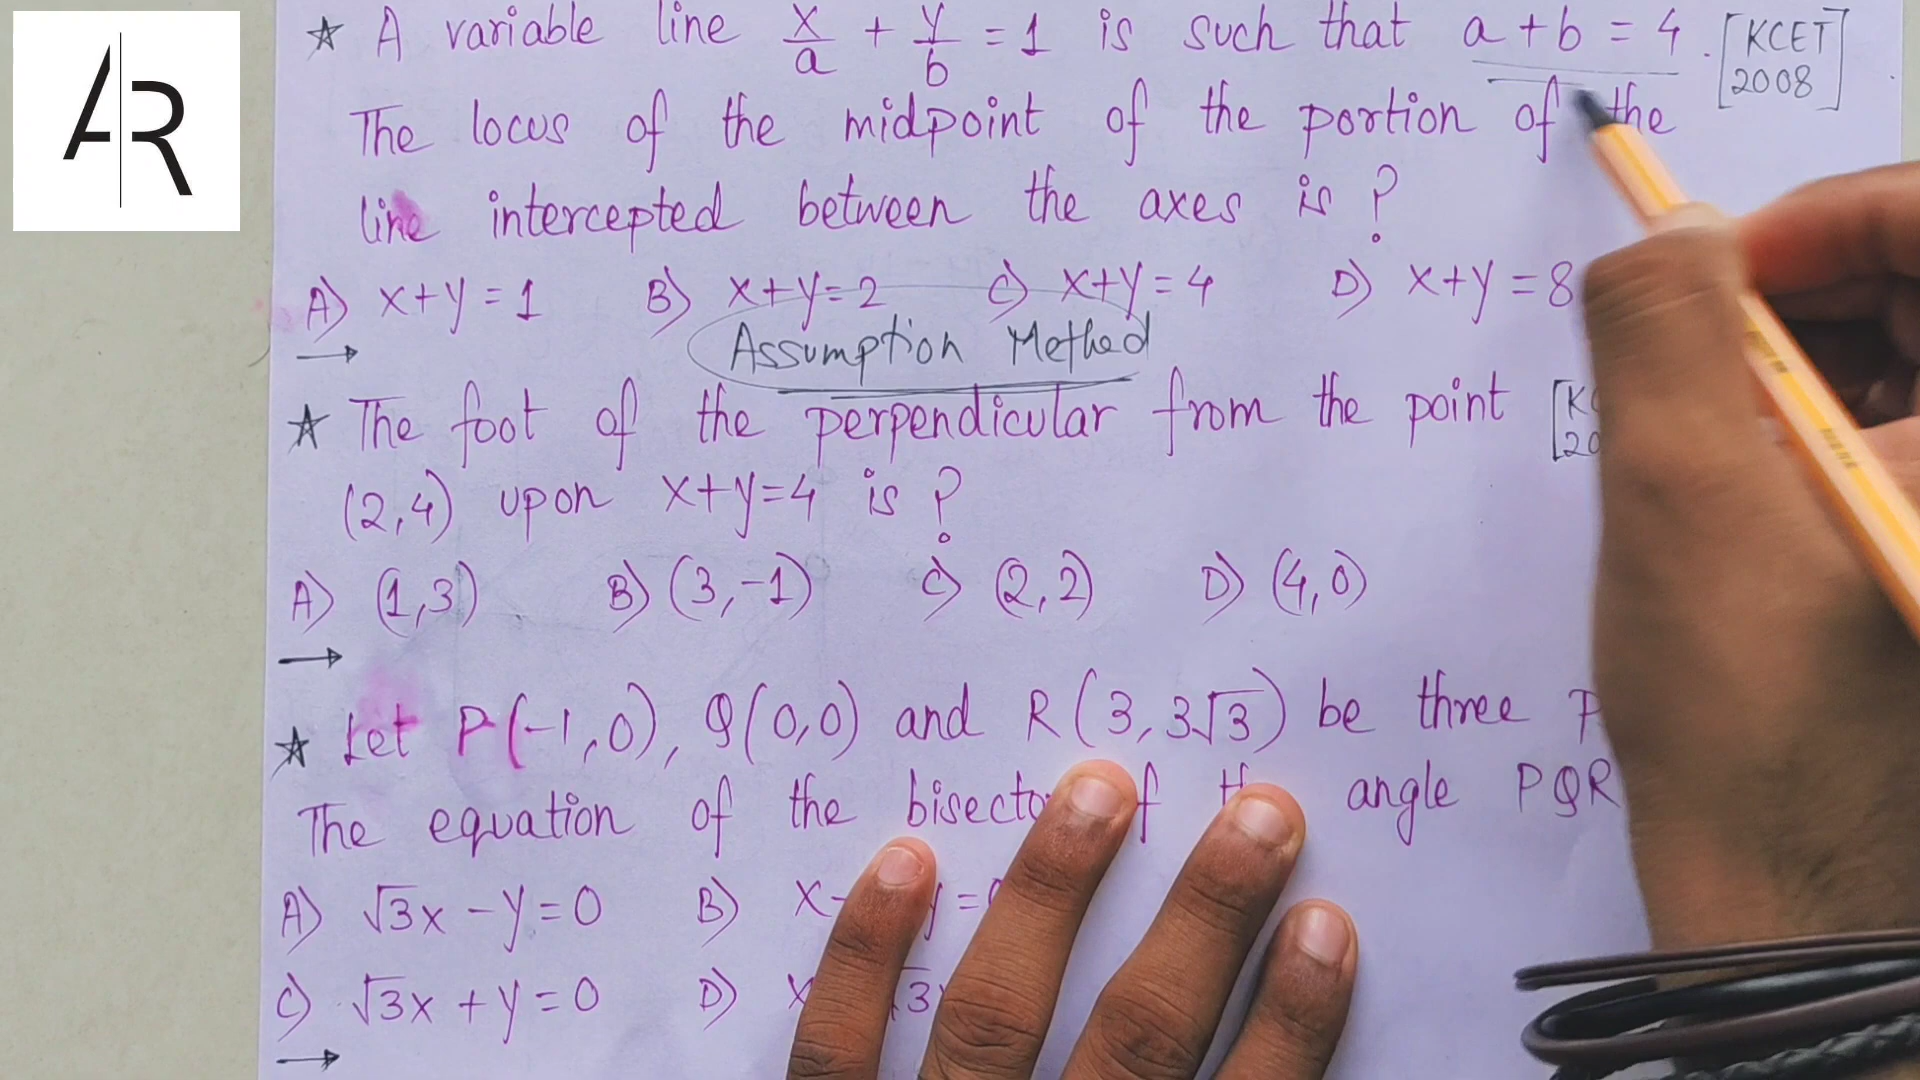 AR
★ A variable line x/a + y/b = 1 is such that a + b = 4. [KCET 2008]
The locus of the midpoint of the portion of the
line intercepted between the axes is ?
A) x+y = 1 B) x+y = 2 C) x+y = 4 D) x+y = 8
Assumption Method
★ The foot of the perpendicular from the point
(2,4) upon x+y=4 is ?
A) (1,3) B) (3,-1) C) (2,2) D) (4,0)
★ Let P(-1,0), Q(0,0) and R(3, 3√3) be three
The equation of the angle PQR
A) √3x - y = 0 B)
C) √3x + y = 0 D)